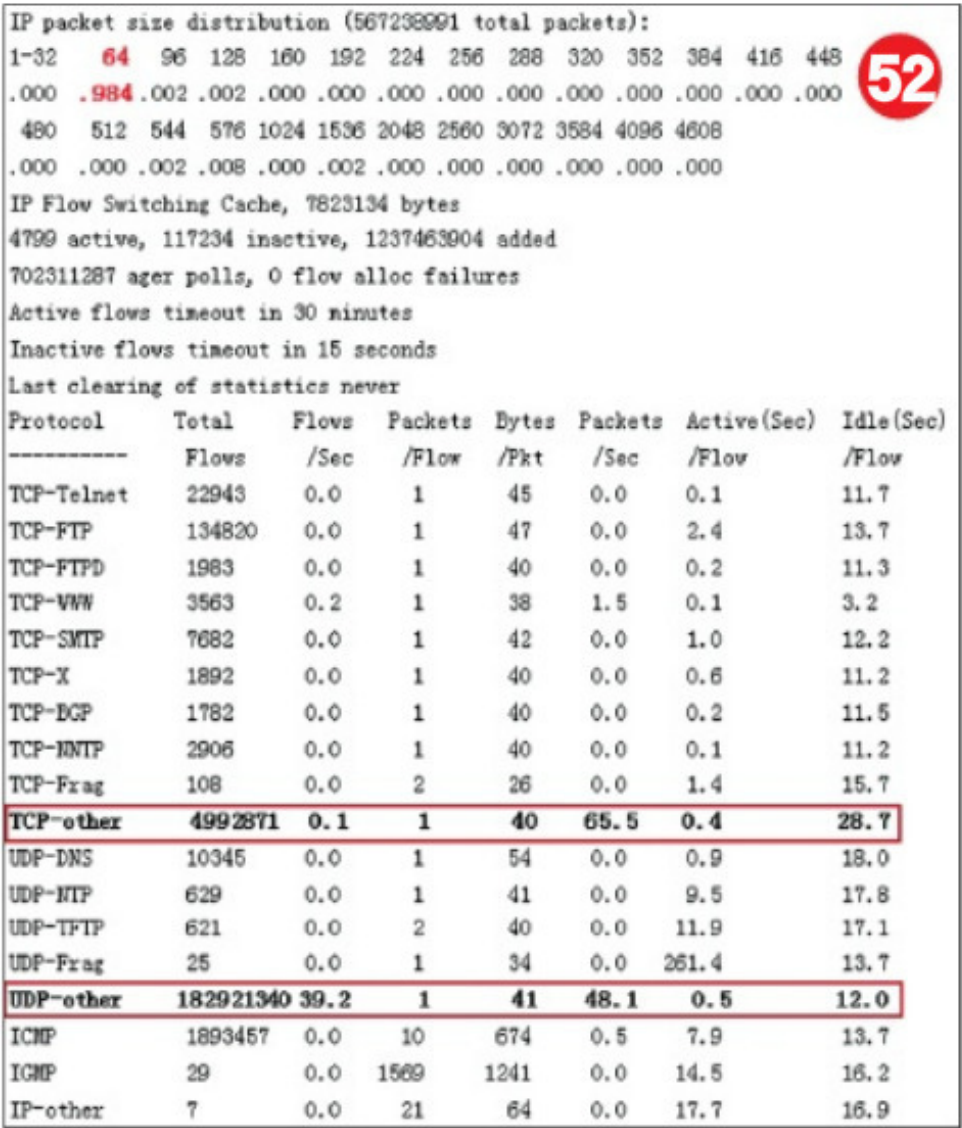 IP packet size distribution (567238991 total packets):
1-32 64 96 128 160 192 224 256 288 320 352 384 416 448
52
.000 .984 .002 .002 .000 .000 .000 .000 .000 .000 .000 .000 .000 .000
480 512 544 576 1024 1536 2048 2560 3072 3584 4096 4608
.000 .000 .002 .008 .000 .002 .000 .000 .000 .000 .000 .000
IP Flow Switching Cache, 7823134 bytes
4799 active, 117234 inactive, 1237463904 added
702311287 ager polls, 0 flow alloc failures
Active flows timeout in 30 minutes
Inactive flows timeout in 15 seconds
Last clearing of statistics never
Protocol Total Flows Packets Bytes Packets Active(Sec) Idle(Sec)
---------- Flows /Sec /Flow /Pkt /Sec /Flow /Flow
TCP-Telnet 22943 0.0 1 45 0.0 0.1 11.7
TCP-FTP 134820 0.0 1 47 0.0 2.4 13.7
TCP-FTPD 1983 0.0 1 40 0.0 0.2 11.3
TCP-WWW 3563 0.2 1 38 1.5 0.1 3.2
TCP-SMTP 7682 0.0 1 42 0.0 1.0 12.2
TCP-X 1892 0.0 1 40 0.0 0.6 11.2
TCP-BGP 1782 0.0 1 40 0.0 0.2 11.5
TCP-NNTP 2906 0.0 1 40 0.0 0.1 11.2
TCP-Frag 108 0.0 2 26 0.0 1.4 15.7
TCP-other 4992871 0.1 1 40 65.5 0.4 28.7
UDP-DNS 10345 0.0 1 54 0.0 0.9 18.0
UDP-NTP 629 0.0 1 41 0.0 9.5 17.8
UDP-TFTP 621 0.0 2 40 0.0 11.9 17.1
UDP-Frag 25 0.0 1 34 0.0 261.4 13.7
UDP-other 182921340 39.2 1 41 48.1 0.5 12.0
ICMP 1893457 0.0 10 674 0.5 7.9 13.7
IGMP 29 0.0 1569 1241 0.0 14.5 16.2
IP-other 7 0.0 21 64 0.0 17.7 16.9